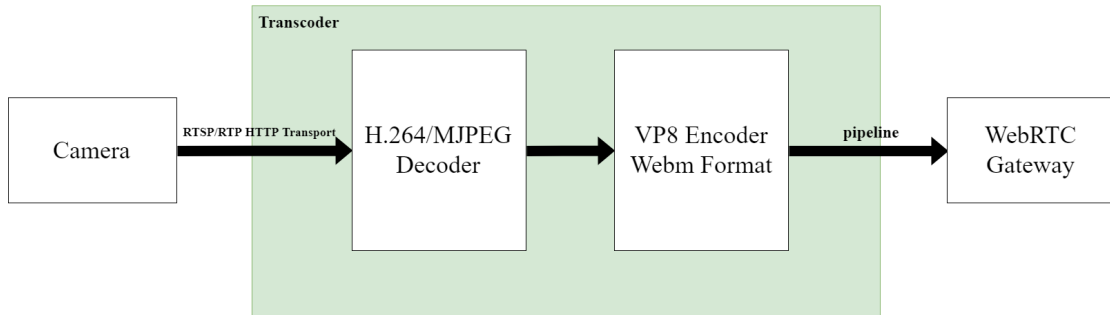 Transcoder
Camera
RTSP/RTP HTTP Transport
H.264/MJPEG
Decoder
VP8 Encoder
Webm Format
pipeline
WebRTC
Gateway